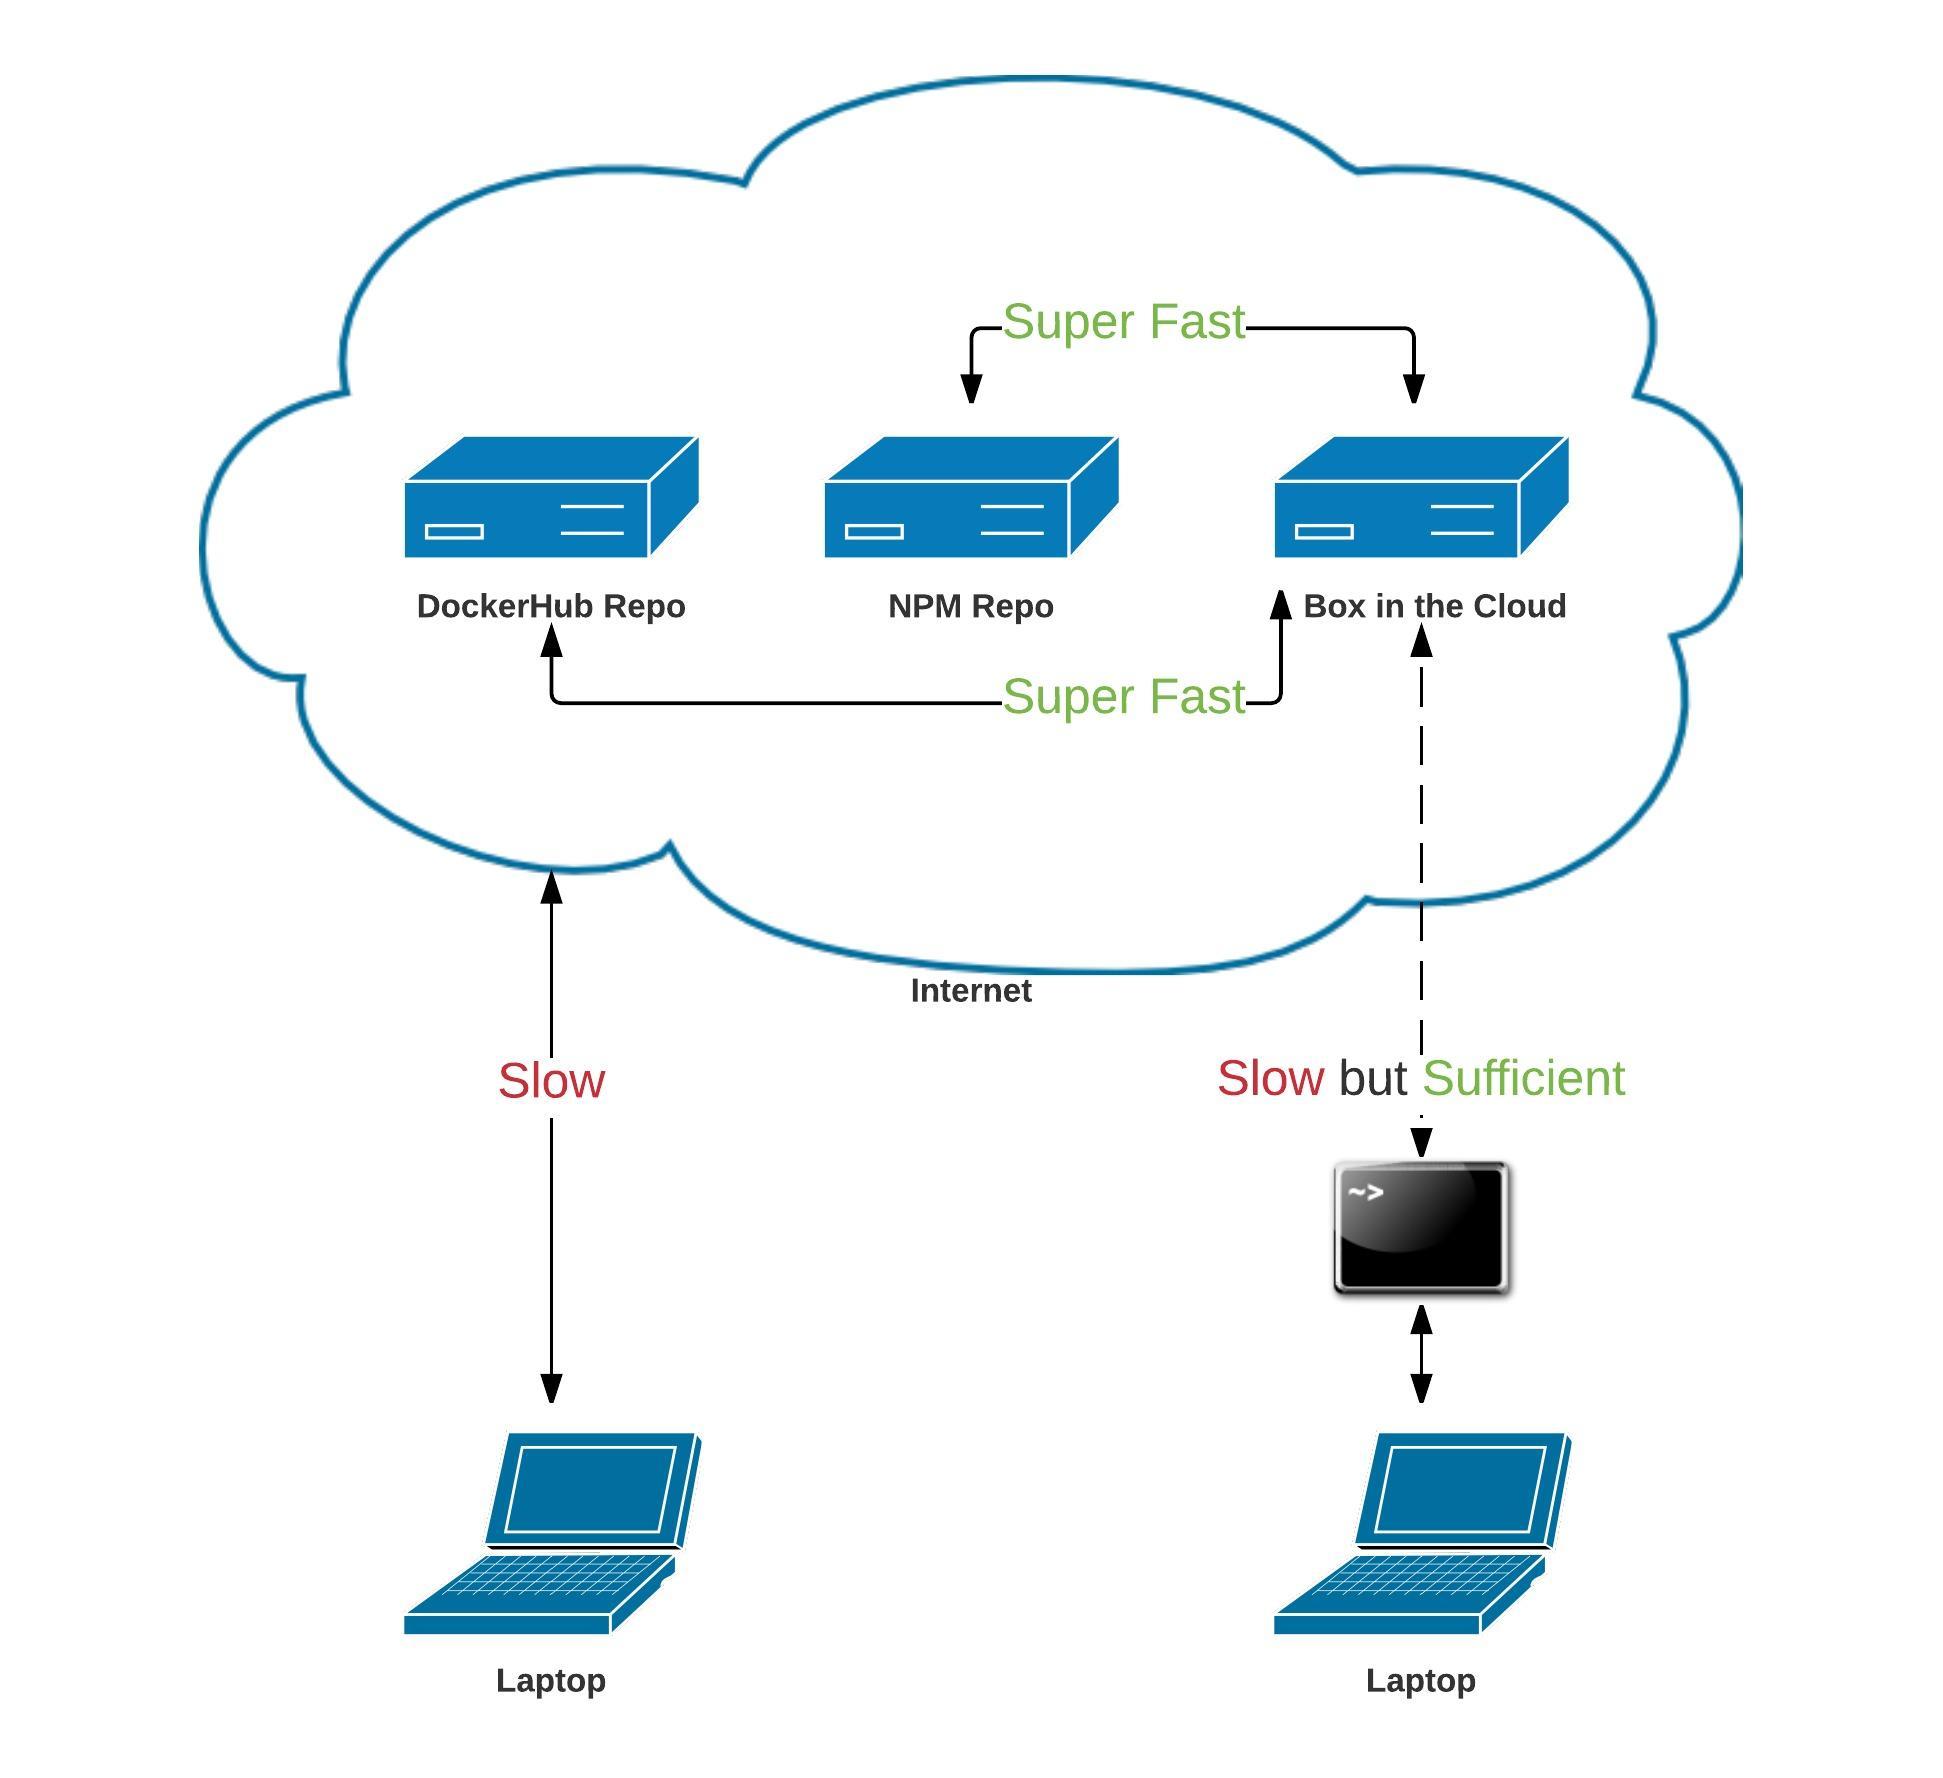 Super Fast
DockerHub Repo
NPM Repo
Box in the Cloud
Super Fast
Internet
Slow
Slow but Sufficient
~>
Laptop
Laptop